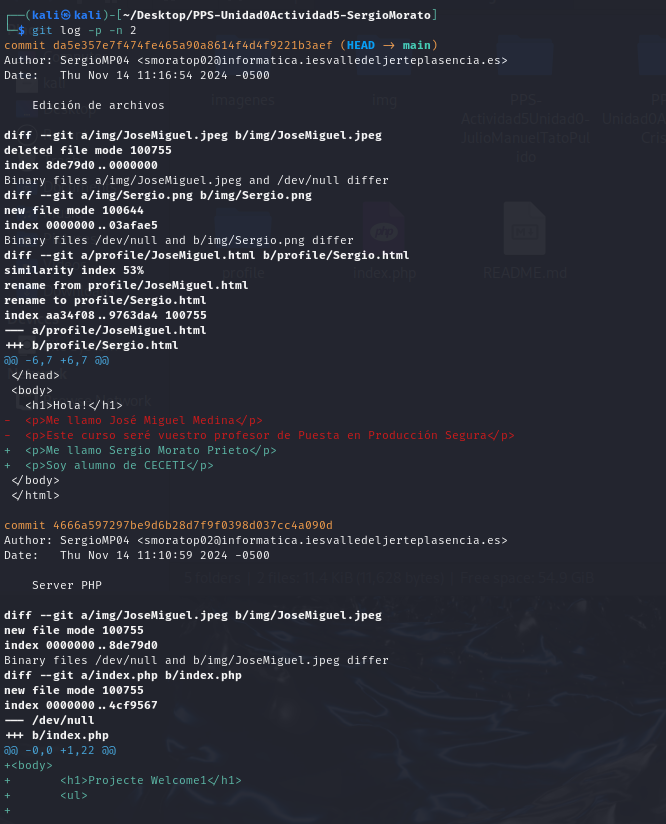 ┌──(kali㉿kali)-[~/Desktop/PPS-Unidad0Actividad5-SergioMorato]
└─$ git log -p -n 2
commit da5e357e7f474fe465a90a8614f4d4f9221b3aef (HEAD -> main)
Author: SergioMP04 <smoratop02@informatica.iesvalledeljerteplasencia.es>
Date:   Thu Nov 14 11:16:54 2024 -0500

    Edición de archivos

diff --git a/img/JoseMiguel.jpeg b/img/JoseMiguel.jpeg
deleted file mode 100755
index 8de79d0..0000000
Binary files a/img/JoseMiguel.jpeg and /dev/null differ
diff --git a/img/Sergio.png b/img/Sergio.png
new file mode 100644
index 0000000..03afae5
Binary files /dev/null and b/img/Sergio.png differ
diff --git a/profile/JoseMiguel.html b/profile/Sergio.html
similarity index 53%
rename from profile/JoseMiguel.html
rename to profile/Sergio.html
index aa34f08..9763da4 100755
--- a/profile/JoseMiguel.html
+++ b/profile/Sergio.html
@@ -6,7 +6,7 @@
 </head>
 <body>
   <h1>Hola!</h1>
-  <p>Me llamo José Miguel Medina</p>
-  <p>Este curso seré vuestro profesor de Puesta en Producción Segura</p>
+  <p>Me llamo Sergio Morato Prieto</p>
+  <p>Soy alumno de CECETI</p>
 </body>
 </html>

commit 4666a597297be9d6b28d7f9f0398d037cc4a090d
Author: SergioMP04 <smoratop02@informatica.iesvalledeljerteplasencia.es>
Date:   Thu Nov 14 11:10:59 2024 -0500

    Server PHP

diff --git a/img/JoseMiguel.jpeg b/img/JoseMiguel.jpeg
new file mode 100755
index 0000000..8de79d0
Binary files /dev/null and b/img/JoseMiguel.jpeg differ
diff --git a/index.php b/index.php
new file mode 100755
index 0000000..4cf9567
--- /dev/null
+++ b/index.php
@@ -0,0 +1,22 @@
+<body>
+       <h1>Projecte Welcome1</h1>
+       <ul>
+